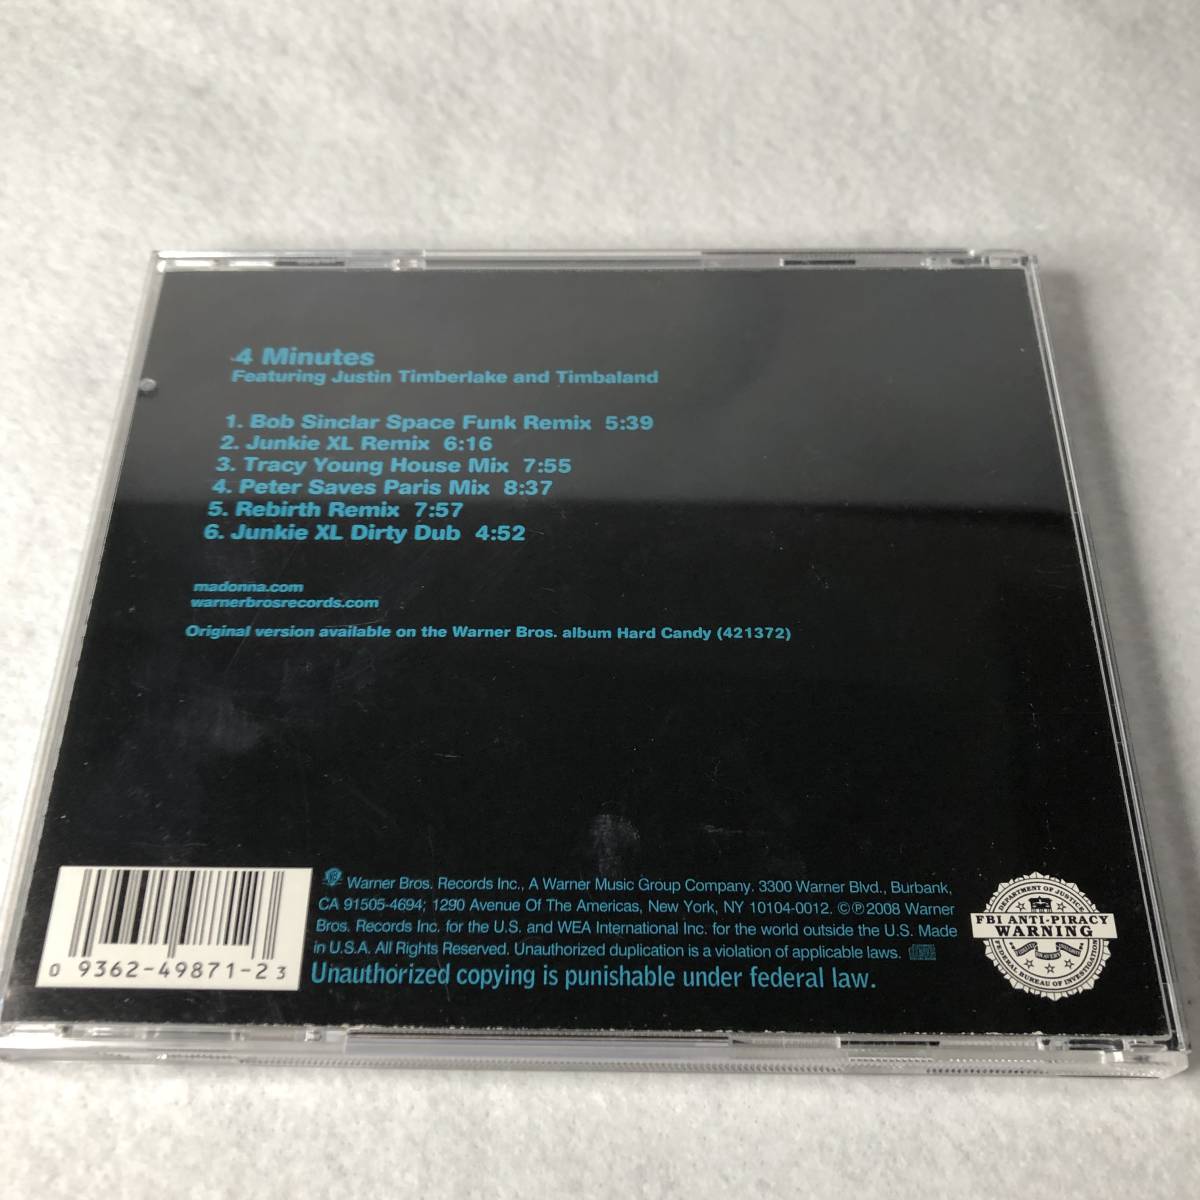 4 Minutes
Featuring Justin Timberlake and Timbaland
1. Bob Sinclar Space Funk Remix 5:39
2. Junkie XL Remix 6:16
3. Tracy Young House Mix 7:55
4. Peter Saves Paris Mix 8:37
5. Rebirth Remix 7:57
6. Junkie XL Dirty Dub 4:52
madonna.com
warnerbrosrecords.com
Original version available on the Warner Bros. album Hard Candy (421372)
0 9362-49871-2 3
Warner Bros. Records Inc., A Warner Music Group Company. 3300 Warner Blvd., Burbank,
CA 91505-4694; 1290 Avenue Of The Americas, New York, NY 10104-0012. ©℗2008 Warner
Bros. Records Inc. for the U.S. and WEA International Inc. for the world outside the U.S. Made
in U.S.A. All Rights Reserved. Unauthorized duplication is a violation of applicable laws.
Unauthorized copying is punishable under federal law.
DEPARTMENT OF JUSTICE
FBI ANTI-PIRACY
WARNING
FEDERAL BUREAU OF INVESTIGATION